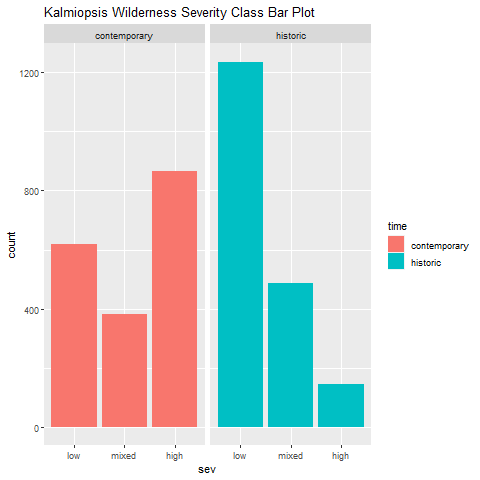 Kalmiopsis Wilderness Severity Class Bar Plot
contemporary
historic
1200
800
400
0
count
low
mixed
high
low
mixed
high
sev
time
contemporary
historic